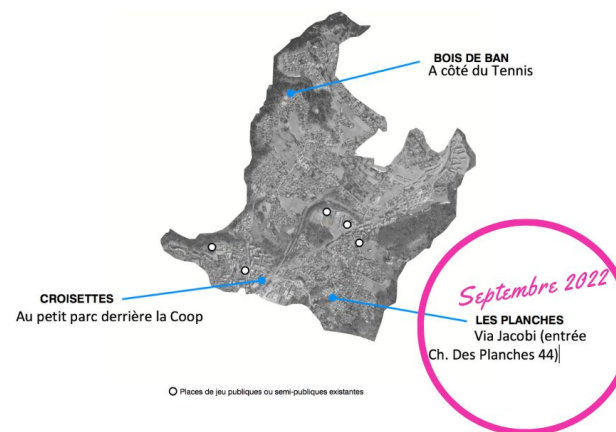 BOIS DE BAN
A côté du Tennis
Septembre 2022
CROISETTES
Au petit parc derrière la Coop
LES PLANCHES
Via Jacobi (entrée
Ch. Des Planches 44)
Places de jeu publiques ou semi-publiques existantes